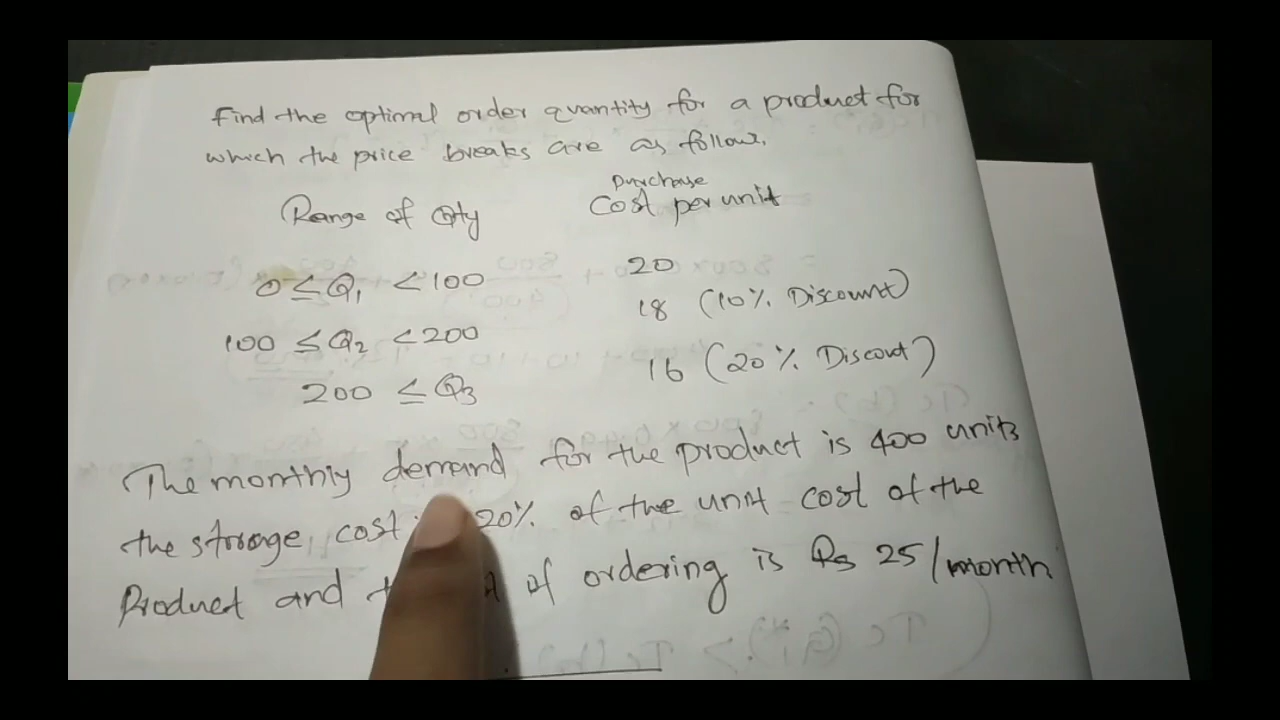 Find the optimal order quantity for a product for
which the price breaks are as follows.
Range of Qty
purchase
Cost per unit
0 ≤ Q1 < 100 20
100 ≤ Q2 < 200 18 (10% Discount)
200 ≤ Q3 16 (20% Discout)
The monthly demand for the product is 400 units
the storage cost 20% of the unit cost of the
Product and of ordering is Rs 25/month